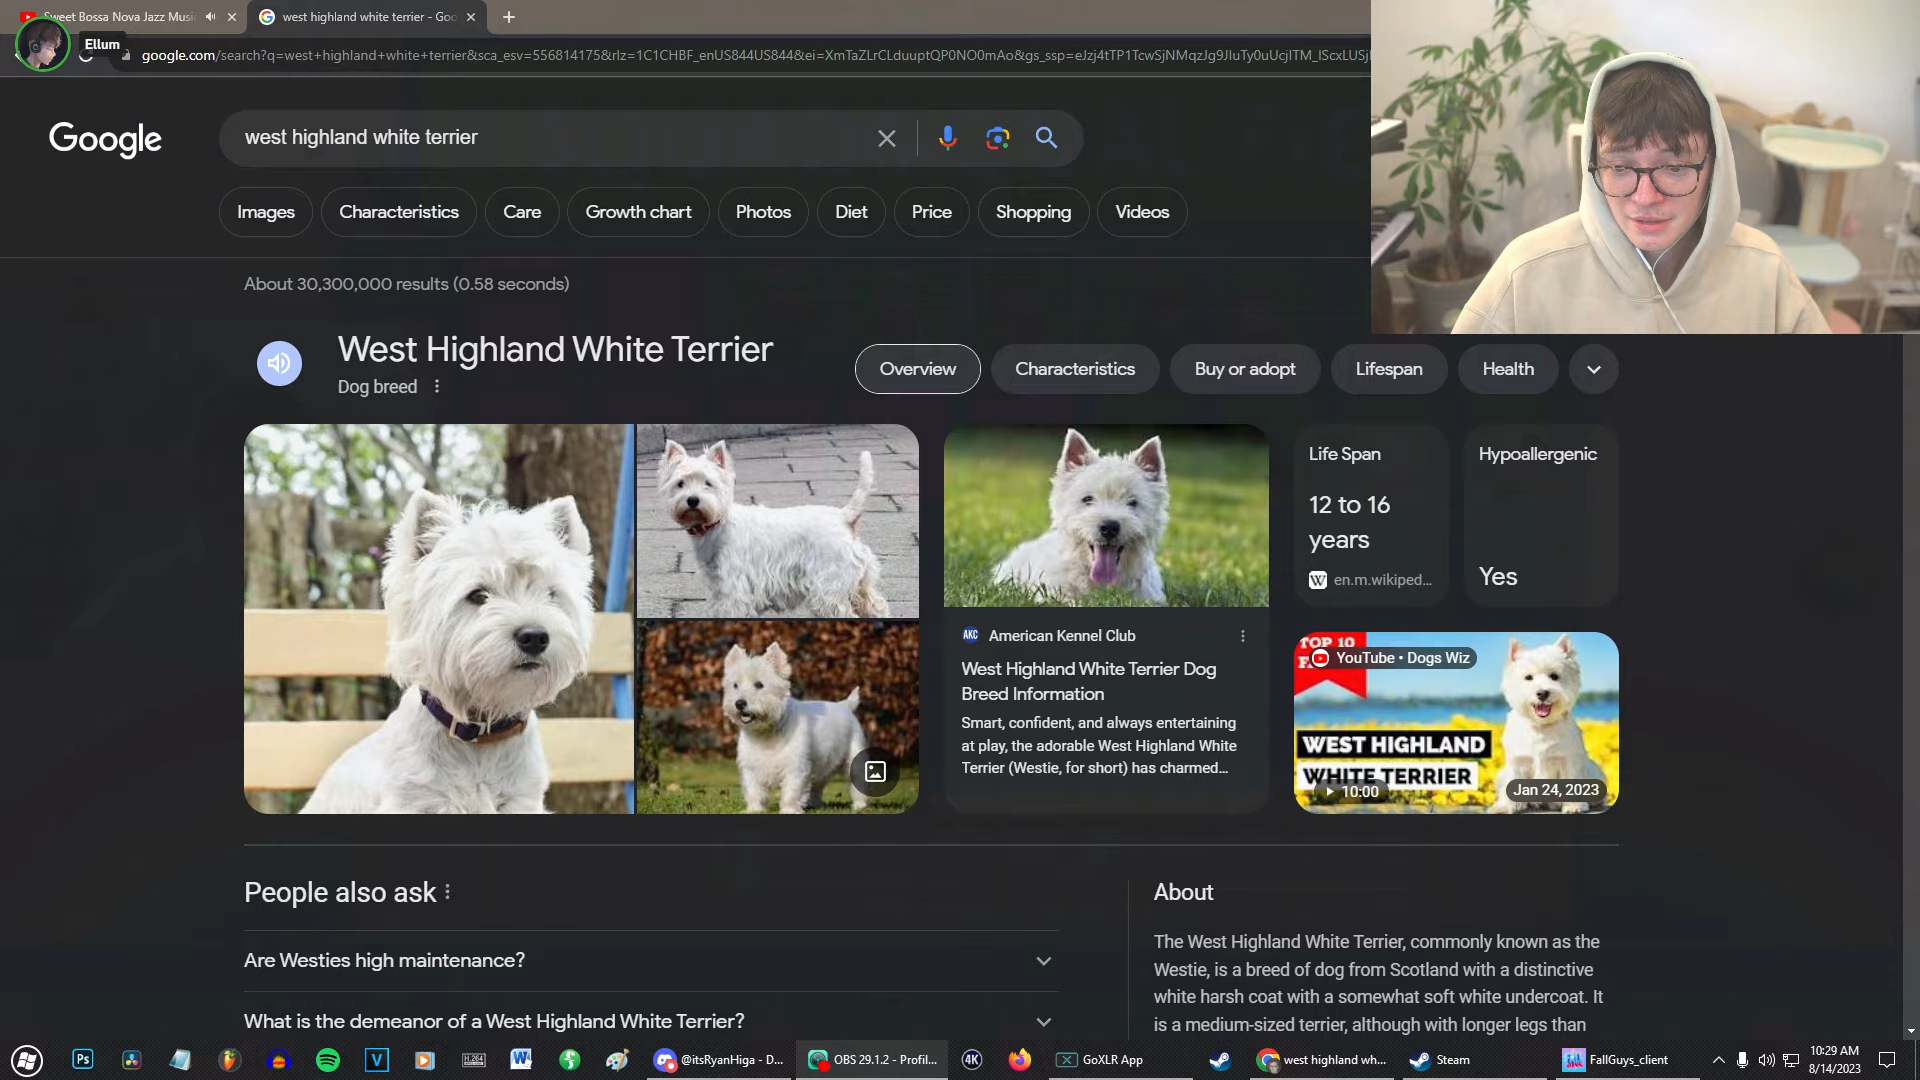 Sweet Bossa Nova Jazz Musi
west highland white terrier - Goo
Ellum
google.com/search?q=west+highland+white+terrier&sca_esv=556814175&rlz=1C1CHBF_enUS844US844&ei=XmTaZLrCLduuptQP0NO0mAo&gs_ssp=
Google
west highland white terrier
Images
Characteristics
Care
Growth chart
Photos
Diet
Price
Shopping
Videos
About 30,300,000 results (0.58 seconds)
West Highland White Terrier
Dog breed
Overview
Characteristics
Buy or adopt
Lifespan
Health
Life Span
12 to 16
years
en.m.wikiped...
Hypoallergenic
Yes
AKC American Kennel Club
West Highland White Terrier Dog
Breed Information
Smart, confident, and always entertaining
at play, the adorable West Highland White
Terrier (Westie, for short) has charmed...
TOP 10
YouTube • Dogs Wiz
WEST HIGHLAND
WHITE TERRIER
10:00
Jan 24, 2023
People also ask
Are Westies high maintenance?
What is the demeanor of a West Highland White Terrier?
About
The West Highland White Terrier, commonly known as the
Westie, is a breed of dog from Scotland with a distinctive
white harsh coat with a somewhat soft white undercoat. It
is a medium-sized terrier, although with longer legs than
Ps
H.264
@itsRyanHiga - D...
OBS 29.1.2 - Profil...
4K
GoXLR App
west highland wh...
Steam
FallGuys_client
10:29 AM
8/14/2023